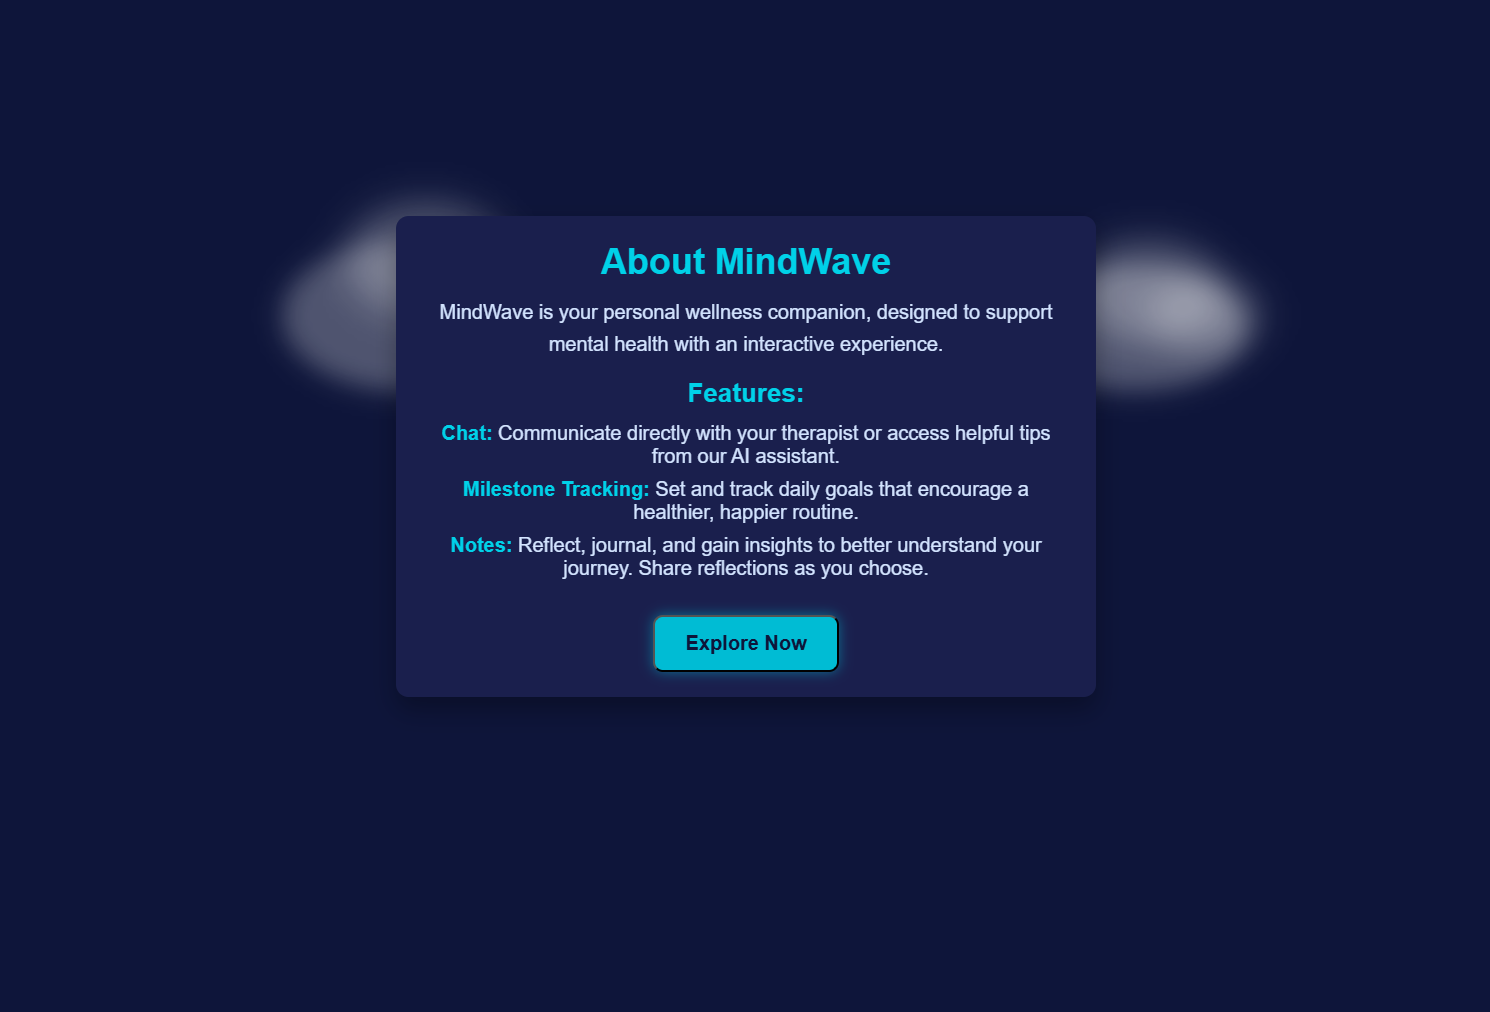 About MindWave
MindWave is your personal wellness companion, designed to support
mental health with an interactive experience.
Features:
Chat: Communicate directly with your therapist or access helpful tips
from our AI assistant.
Milestone Tracking: Set and track daily goals that encourage a
healthier, happier routine.
Notes: Reflect, journal, and gain insights to better understand your
journey. Share reflections as you choose.
Explore Now